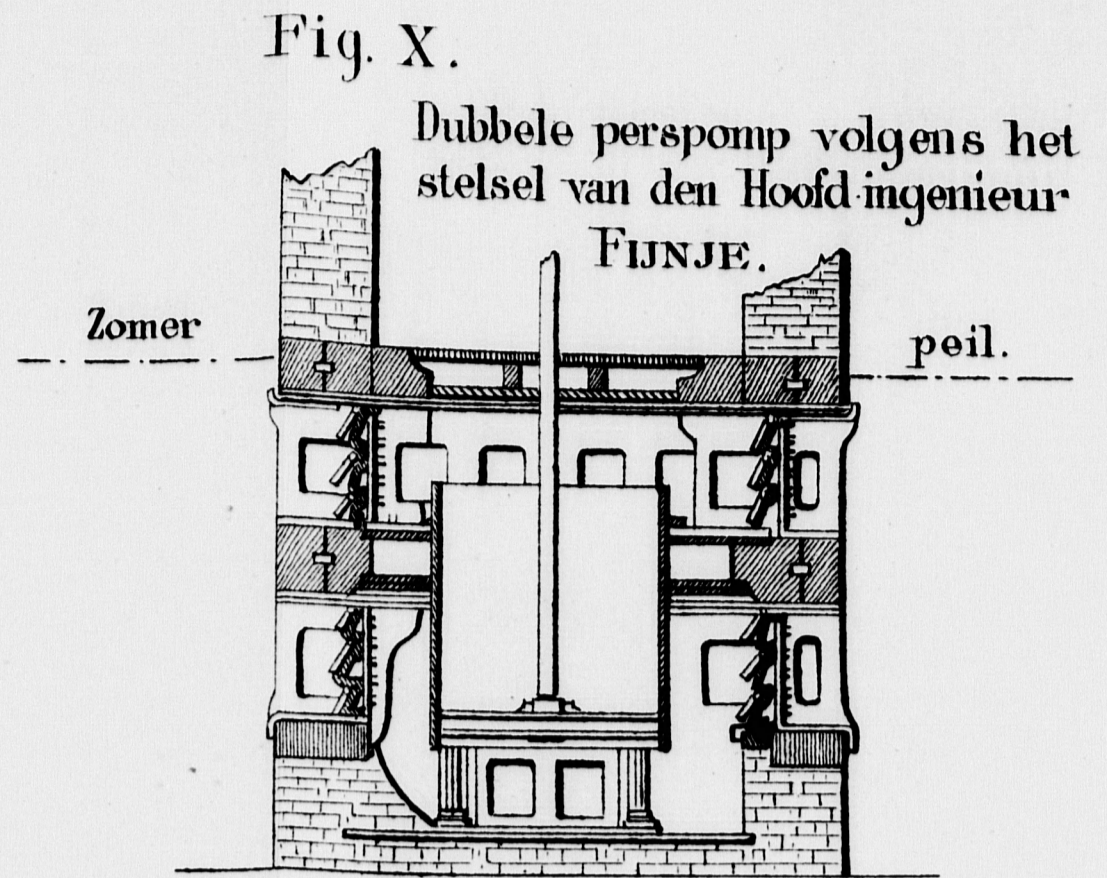 Fig. X.
Dubbele perspomp volgens het
stelsel van den Hoofd-ingenieur
FIJNJE.
Zomer peil.